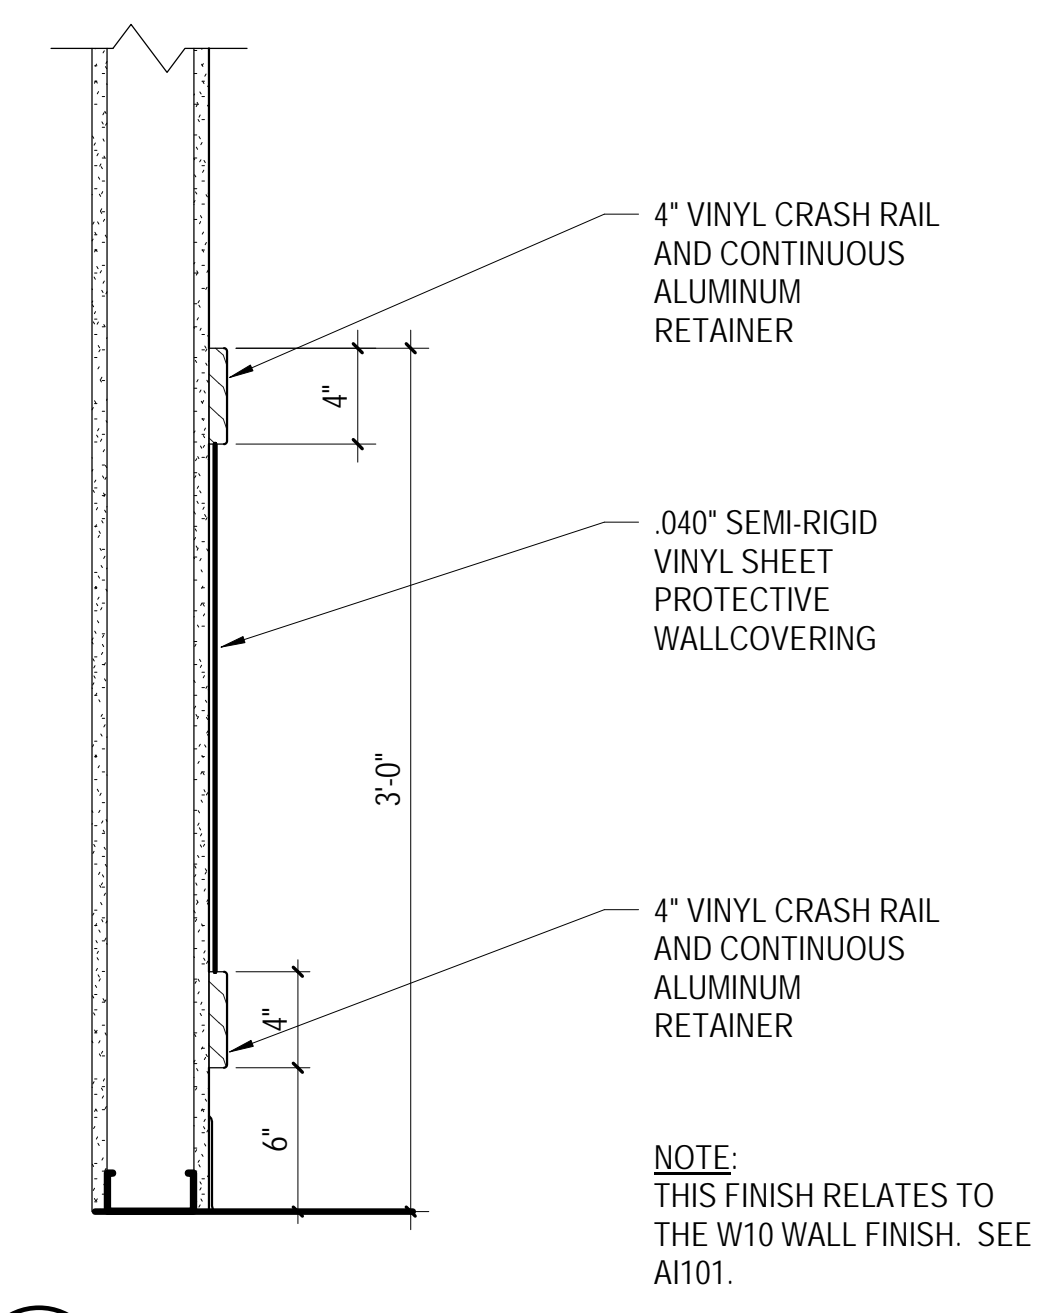 4" VINYL CRASH RAIL
AND CONTINUOUS
ALUMINUM
RETAINER
4"
.040" SEMI-RIGID
VINYL SHEET
PROTECTIVE
WALLCOVERING
3'-0"
4" VINYL CRASH RAIL
AND CONTINUOUS
ALUMINUM
RETAINER
4"
6"
NOTE:
THIS FINISH RELATES TO
THE W10 WALL FINISH. SEE
AI101.